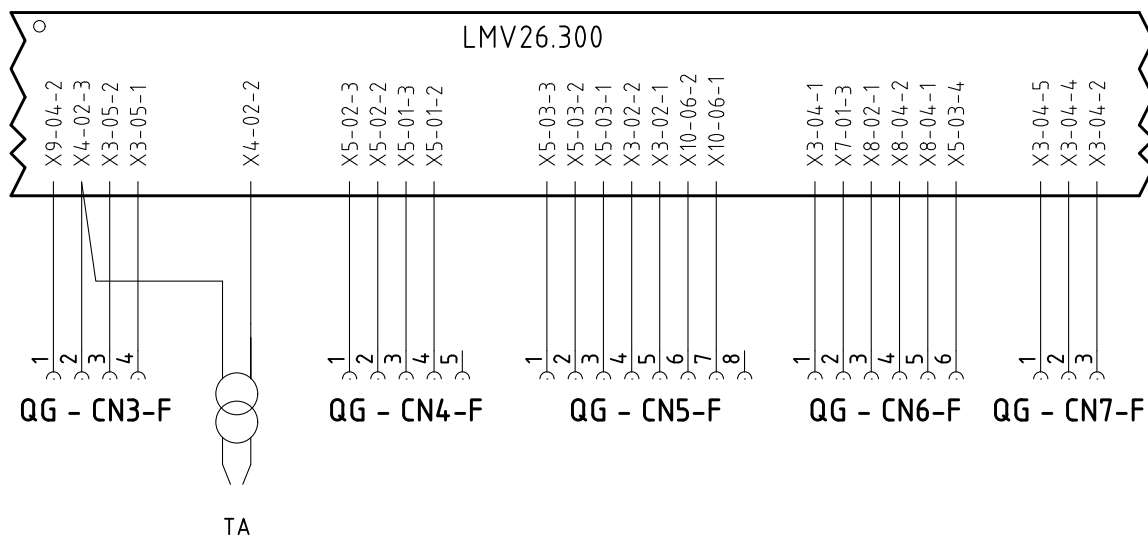 LMV26.300
X9-04-2
X4-02-3
X3-05-2
X3-05-1
X4-02-2
X5-02-3
X5-02-2
X5-01-3
X5-01-2
X5-03-3
X5-03-2
X5-03-1
X3-02-2
X3-02-1
X10-06-2
X10-06-1
X3-04-1
X7-01-3
X8-02-1
X8-04-2
X8-04-1
X5-03-4
X3-04-5
X3-04-4
X3-04-2
1 2 3 4
1 2 3 4 5
1 2 3 4 5 6 7 8
1 2 3 4 5 6
1 2 3
QG - CN3-F
QG - CN4-F
QG - CN5-F
QG - CN6-F
QG - CN7-F
TA